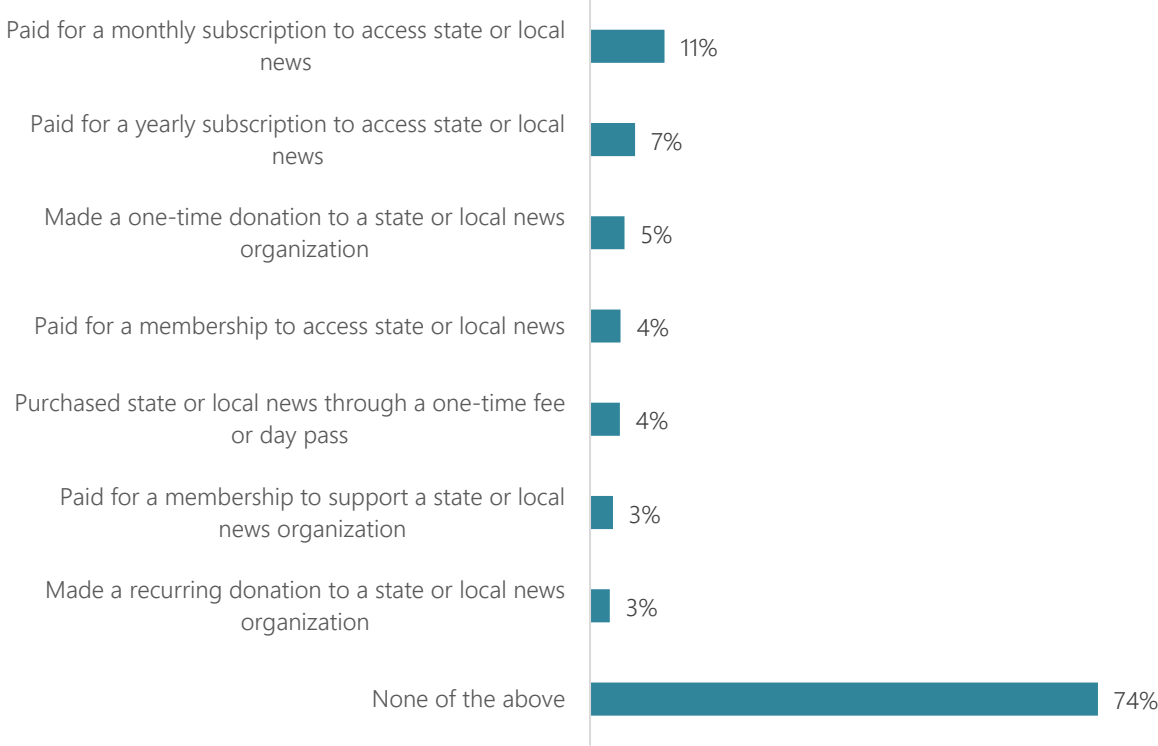 Paid for a monthly subscription to access state or local
news
11%
Paid for a yearly subscription to access state or local
news
7%
Made a one-time donation to a state or local news
organization
5%
Paid for a membership to access state or local news
4%
Purchased state or local news through a one-time fee
or day pass
4%
Paid for a membership to support a state or local
news organization
3%
Made a recurring donation to a state or local news
organization
3%
None of the above
74%